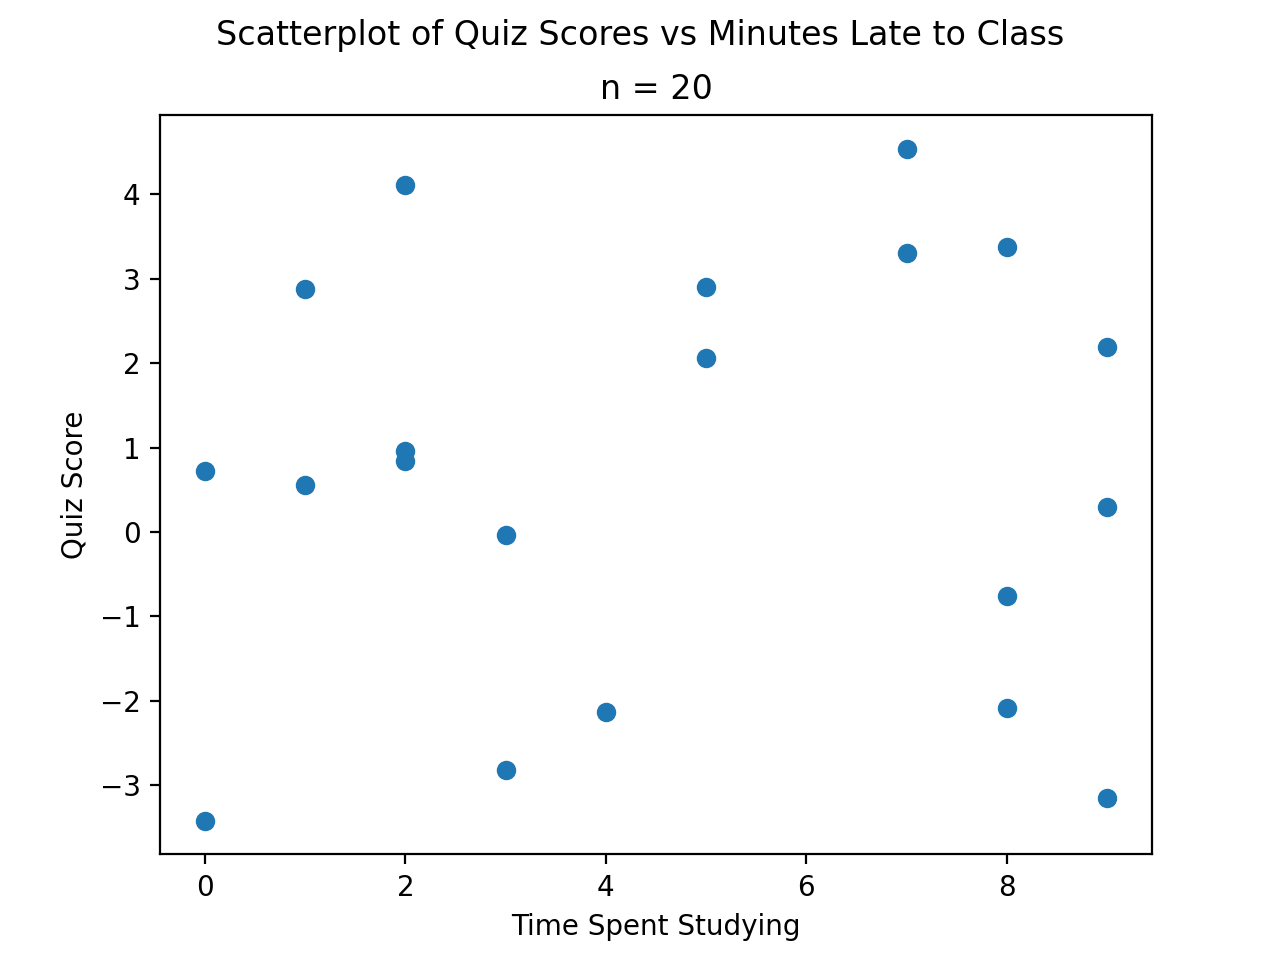 Scatterplot of Quiz Scores vs Minutes Late to Class
n = 20
4
3
2
1
0
−1
−2
−3
Quiz Score
0 2 4 6 8
Time Spent Studying